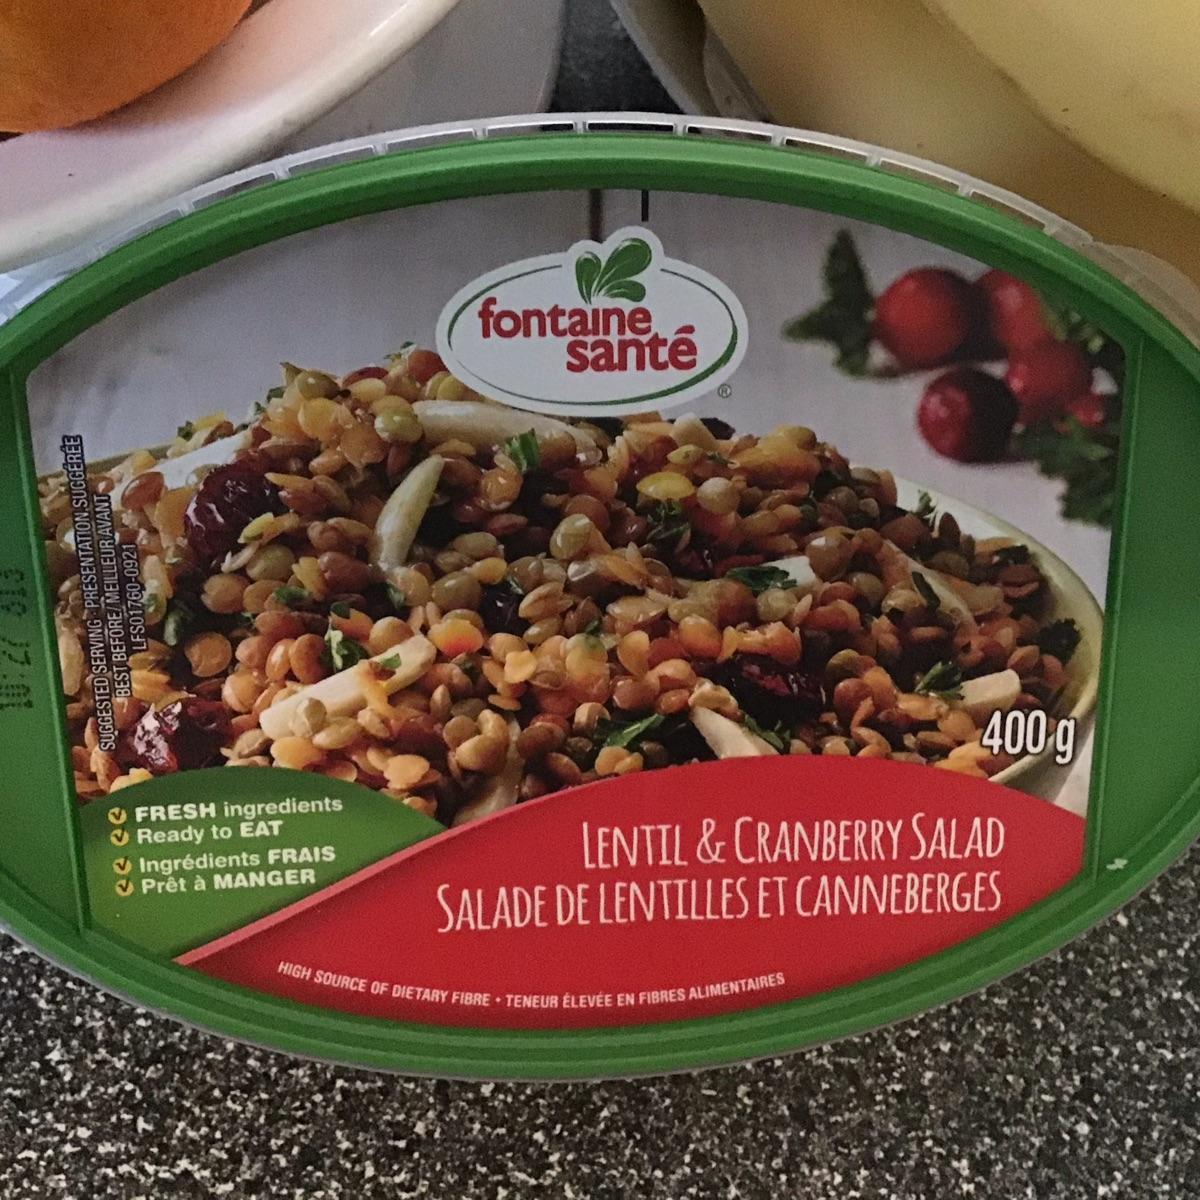 fontaine
santé
®
SUGGESTED SERVING - PRÉSENTATION SUGGÉRÉE
BEST BEFORE / MEILLEUR AVANT
LFS01760-0921
400 g
FRESH ingredients
Ready to EAT
Ingrédients FRAIS
Prêt à MANGER
LENTIL & CRANBERRY SALAD
SALADE DE LENTILLES ET CANNEBERGES
HIGH SOURCE OF DIETARY FIBRE • TENEUR ÉLEVÉE EN FIBRES ALIMENTAIRES